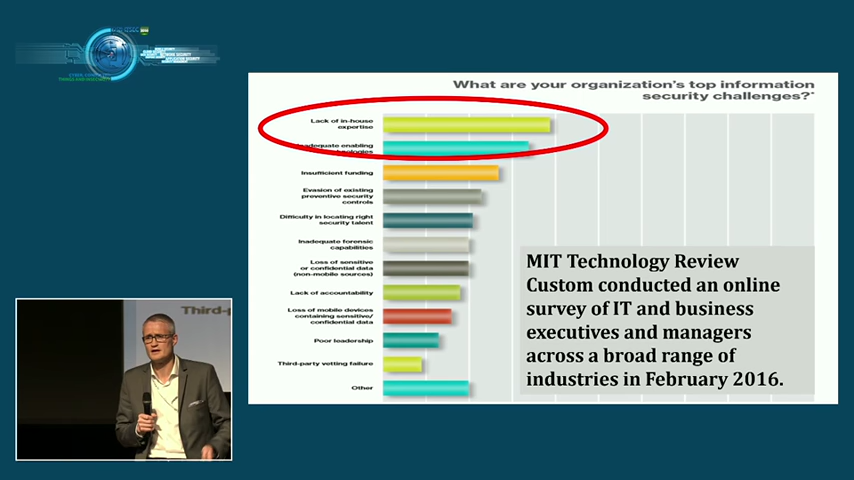 What are your organization's top information
security challenges?*
Lack of in-house
expertise
Inadequate enabling
technologies
Insufficient funding
Evasion of existing
preventive security
controls
Difficulty in locating right
security talent
Inadequate forensic
capabilities
Loss of sensitive
or confidential data
(non-mobile sources)
Lack of accountability
Loss of mobile devices
containing sensitive/
confidential data
Poor leadership
Third-party vetting failure
Other
MIT Technology Review
Custom conducted an online
survey of IT and business
executives and managers
across a broad range of
industries in February 2016.
Third-p